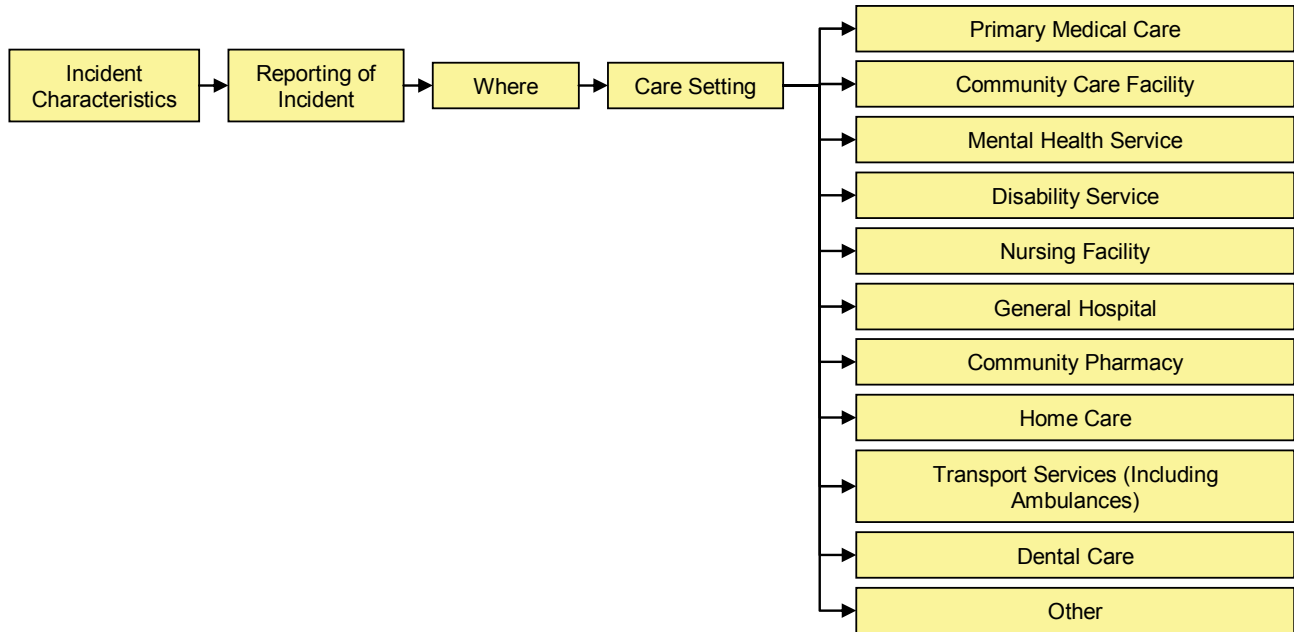 Incident
Characteristics
Reporting of
Incident
Where
Care Setting
Primary Medical Care
Community Care Facility
Mental Health Service
Disability Service
Nursing Facility
General Hospital
Community Pharmacy
Home Care
Transport Services (Including
Ambulances)
Dental Care
Other